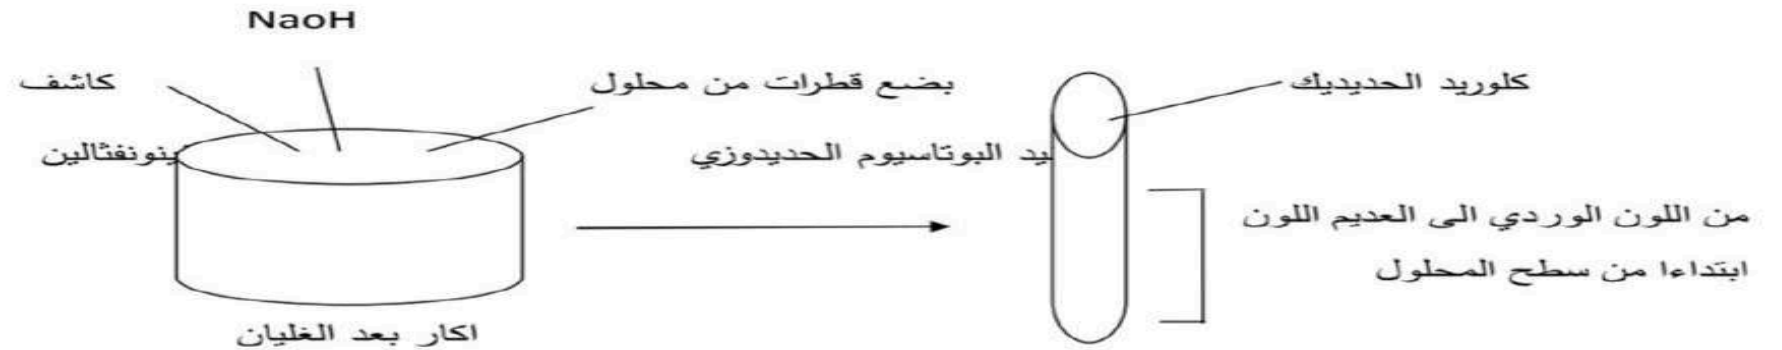 NaoH
كاشف
بضع قطرات من محلول
كلوريد الحديديك
ينونفثالين
يد البوتاسيوم الحديدوزي
من اللون الوردي الى العديم اللون
ابتداءا من سطح المحلول
اكار بعد الغليان